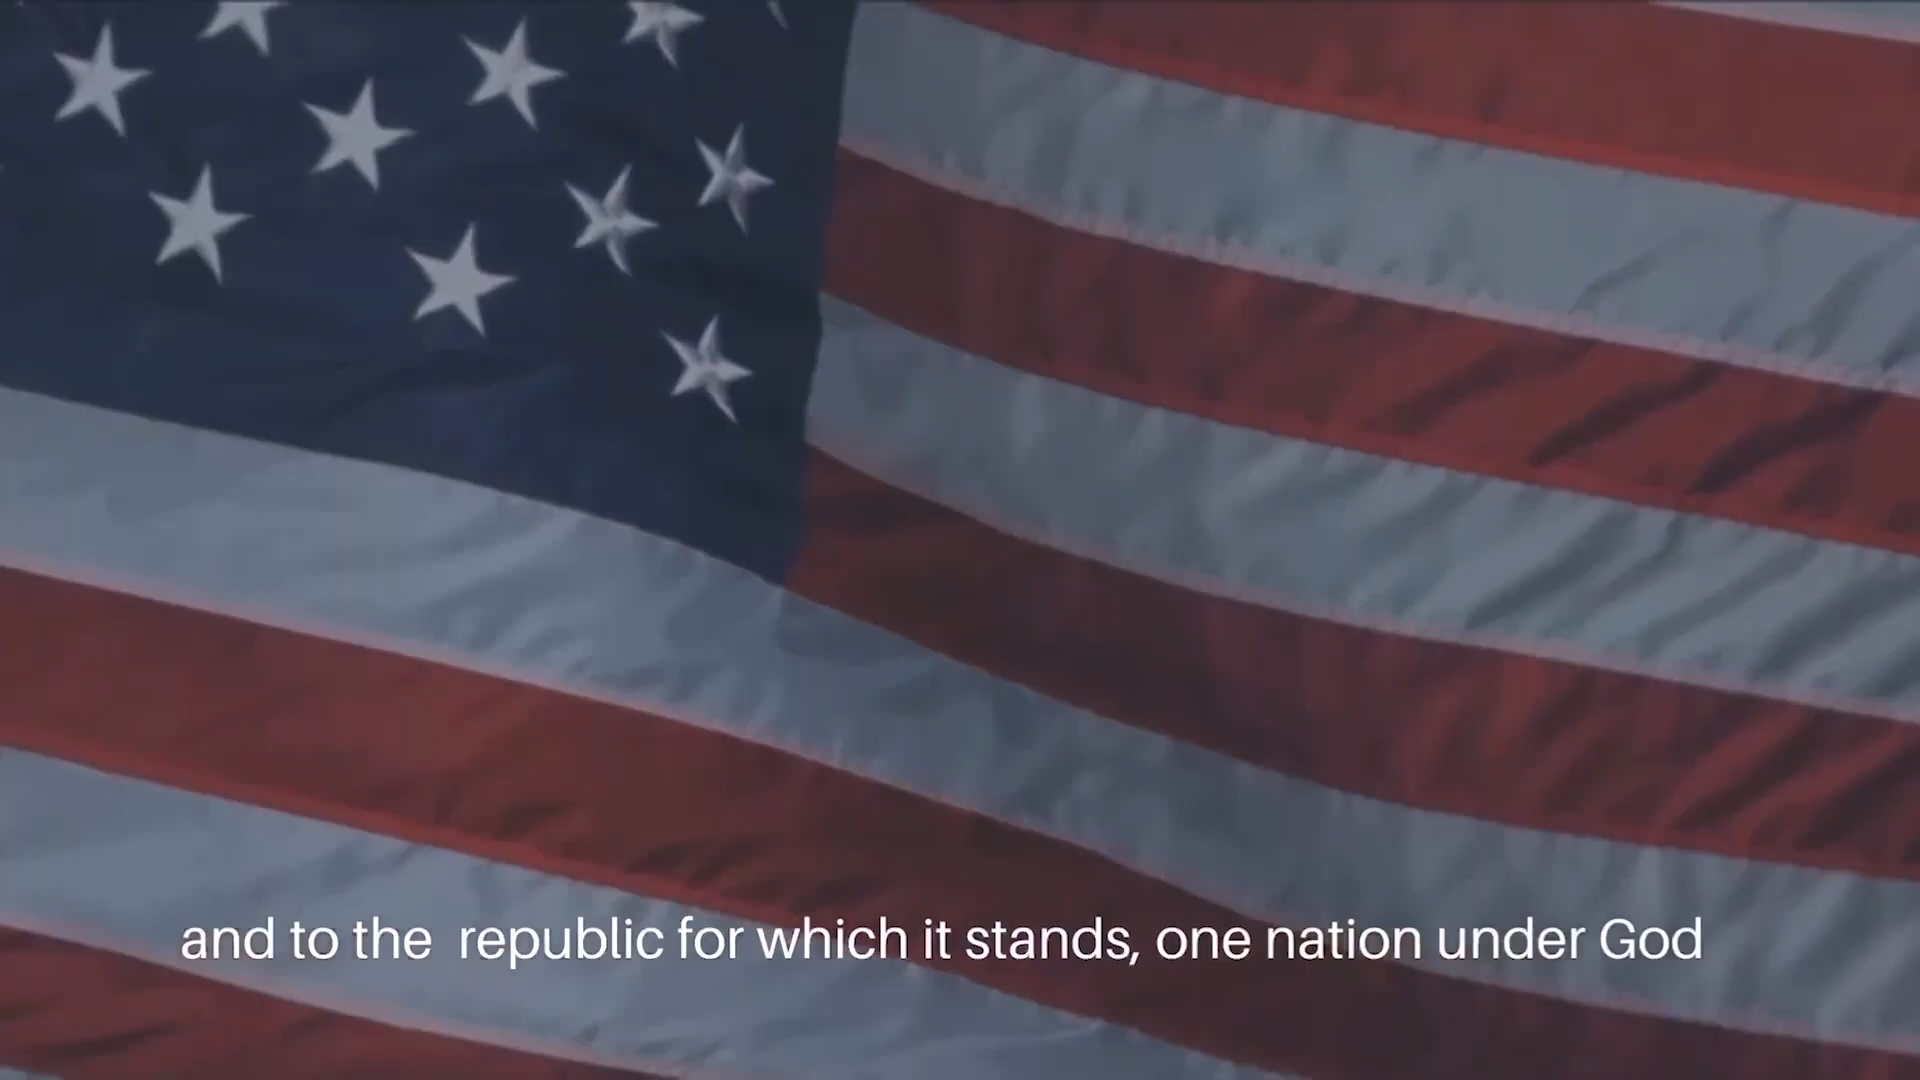 and to the  republic for which it stands, one nation under God